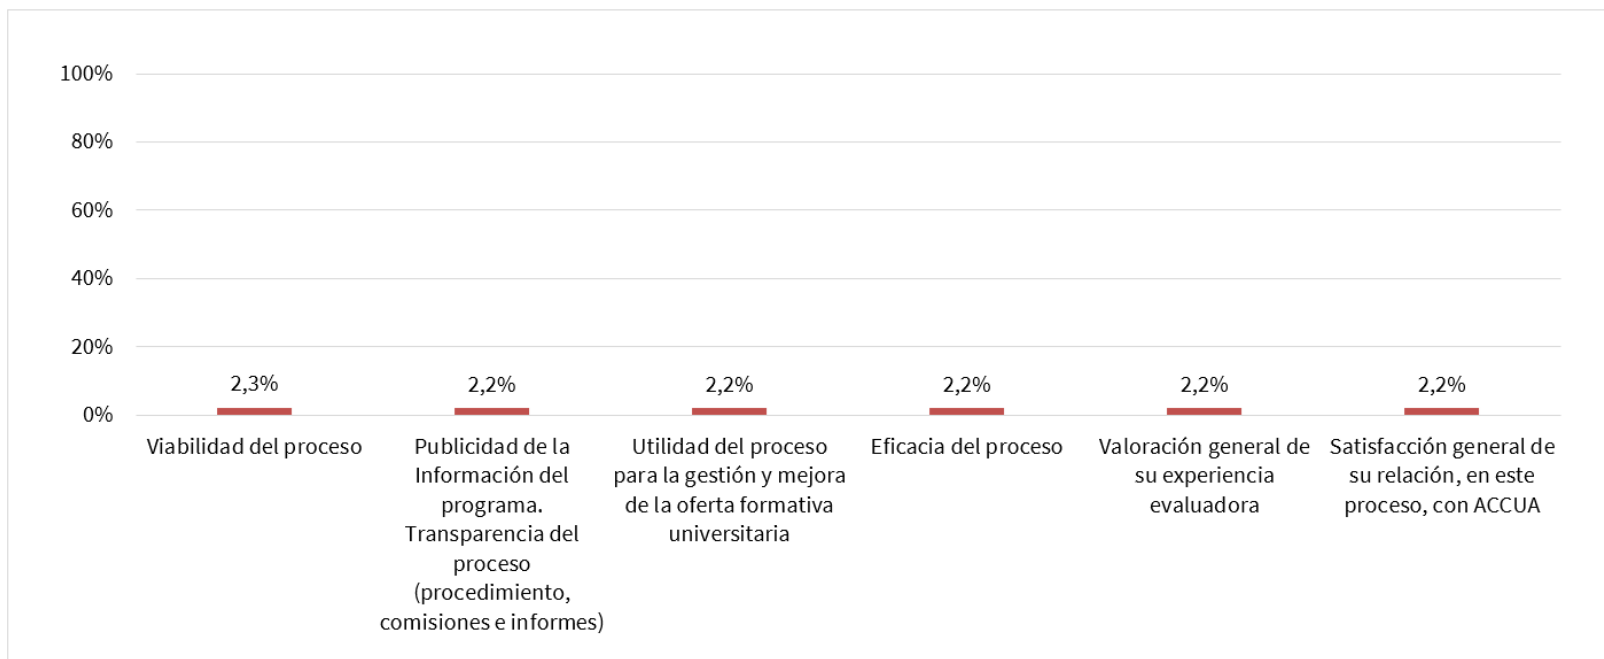 100%
80%
60%
40%
20%
0%
2,3%
2,2%
2,2%
2,2%
2,2%
2,2%
Viabilidad del proceso
Publicidad de la
Información del
programa.
Transparencia del
proceso
(procedimiento,
comisiones e informes)
Utilidad del proceso
para la gestión y mejora
de la oferta formativa
universitaria
Eficacia del proceso
Valoración general de
su experiencia
evaluadora
Satisfacción general de
su relación, en este
proceso, con ACCUA